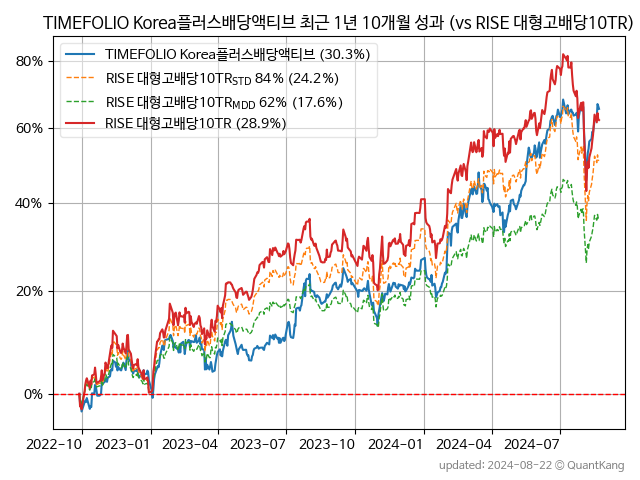 TIMEFOLIO Korea플러스배당액티브 최근 1년 10개월 성과 (vs RISE 대형고배당10TR)
TIMEFOLIO Korea플러스배당액티브 (30.3%)
RISE 대형고배당10TR_STD 84% (24.2%)
RISE 대형고배당10TR_MDD 62% (17.6%)
RISE 대형고배당10TR (28.9%)
80%
60%
40%
20%
0%
2022-10 2023-01 2023-04 2023-07 2023-10 2024-01 2024-04 2024-07
updated: 2024-08-22 © QuantKang